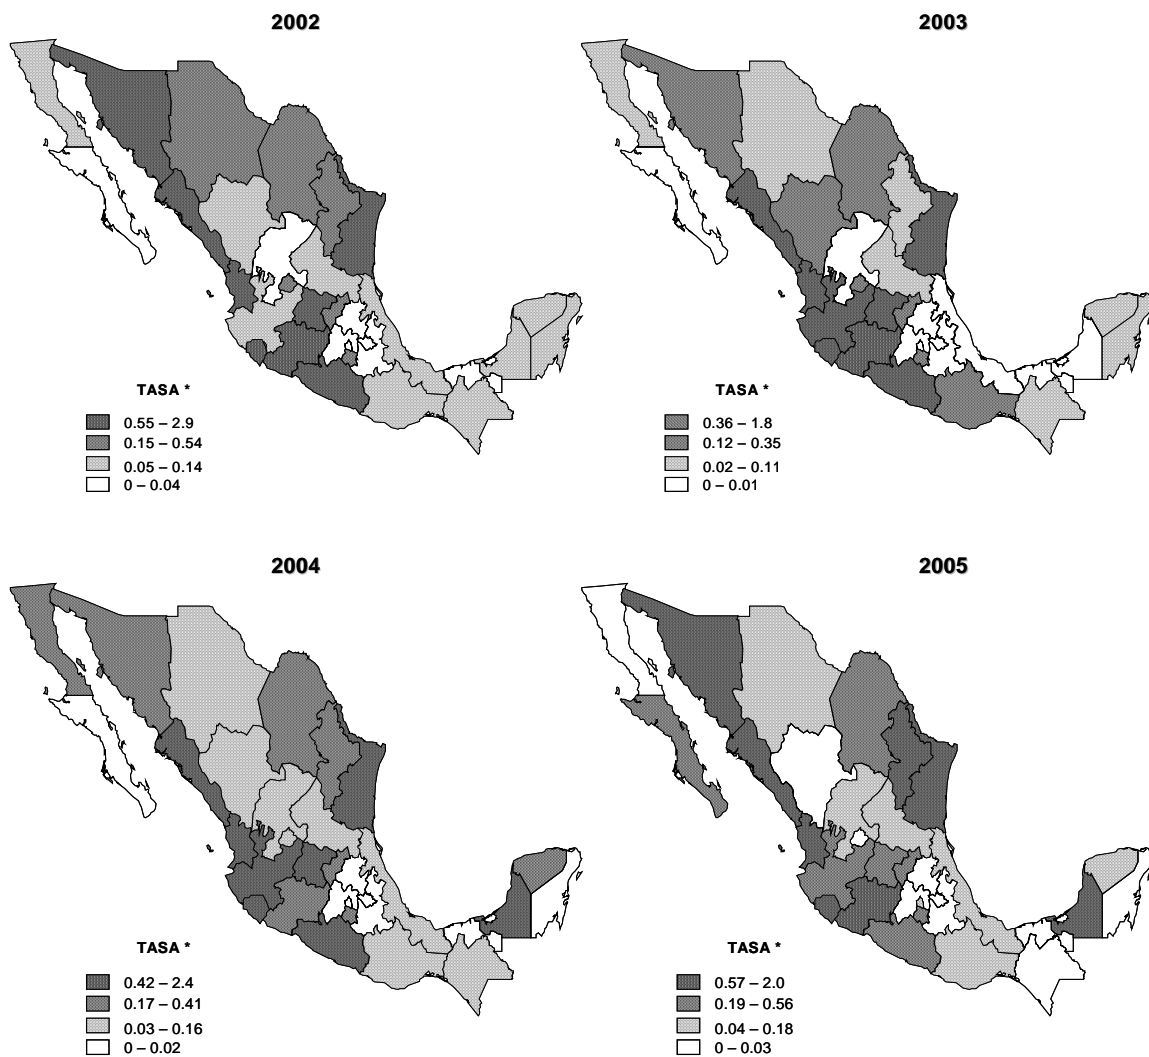 2002
2003
TASA *
0.55 – 2.9
0.15 – 0.54
0.05 – 0.14
0 – 0.04
TASA *
0.36 – 1.8
0.12 – 0.35
0.02 – 0.11
0 – 0.01
2004
2005
TASA *
0.42 – 2.4
0.17 – 0.41
0.03 – 0.16
0 – 0.02
TASA *
0.57 – 2.0
0.19 – 0.56
0.04 – 0.18
0 – 0.03